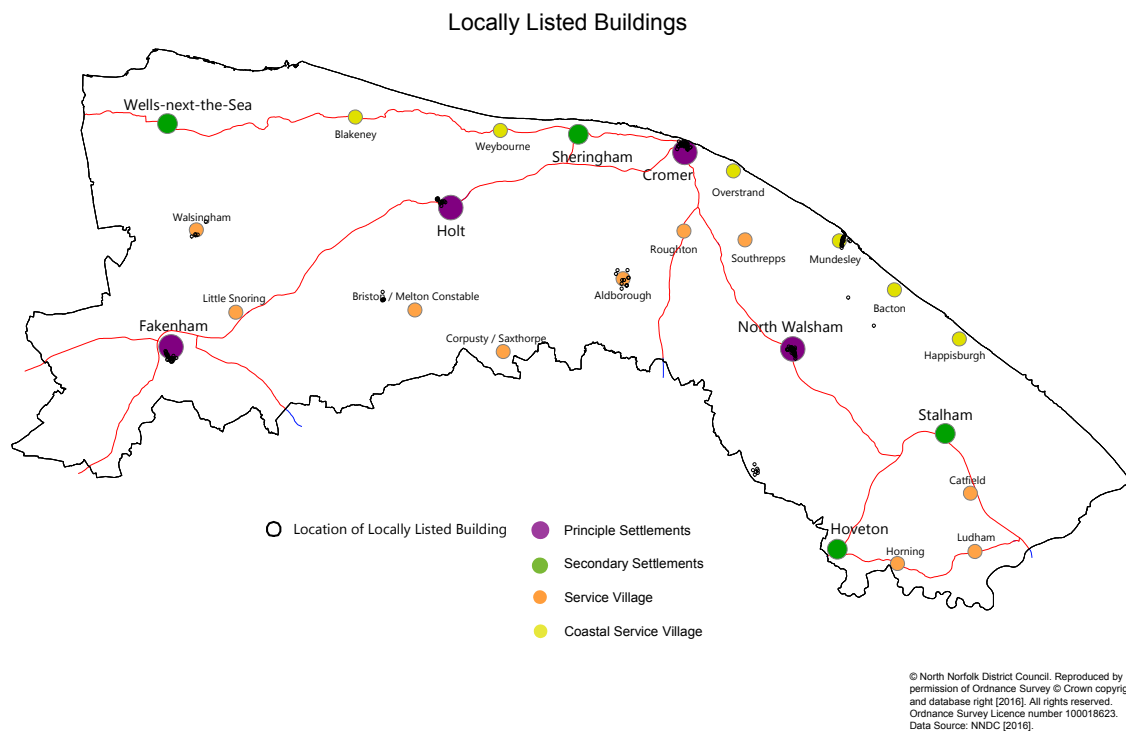 Locally Listed Buildings
Wells-next-the-Sea
Blakeney
Weybourne
Sheringham
Cromer
Overstrand
Walsingham
Holt
Roughton
Southrepps
Mundesley
Little Snoring
Briston / Melton Constable
Aldborough
Bacton
Fakenham
Corpusty / Saxthorpe
North Walsham
Happisburgh
Stalham
Catfield
Hoveton
Horning
Ludham
Location of Locally Listed Building
Principle Settlements
Secondary Settlements
Service Village
Coastal Service Village
© North Norfolk District Council. Reproduced by
permission of Ordnance Survey © Crown copyrig
and database right [2016]. All rights reserved.
Ordnance Survey Licence number 100018623.
Data Source: NNDC [2016].